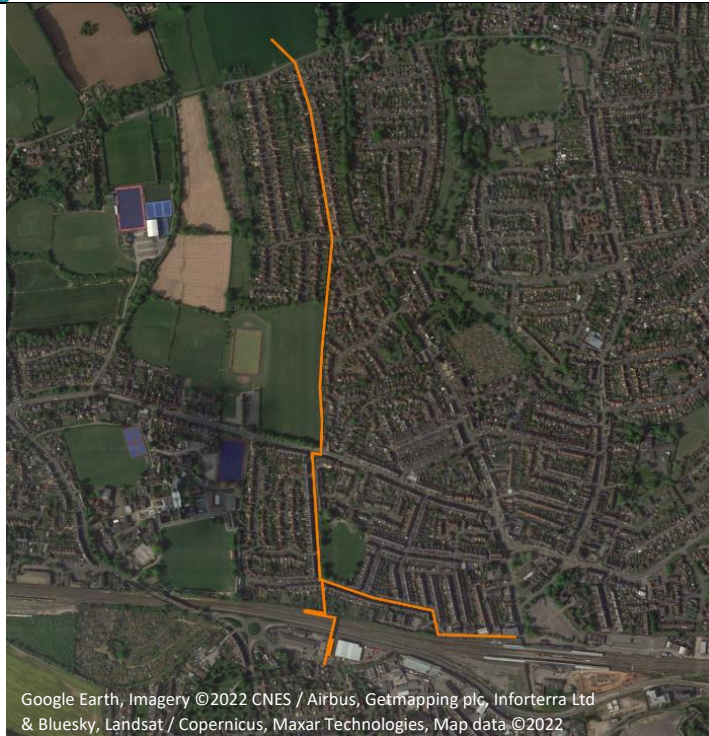 Google Earth, Imagery ©2022 CNES / Airbus, Getmapping plc, Inforterra Ltd
& Bluesky, Landsat / Copernicus, Maxar Technologies, Map data ©2022